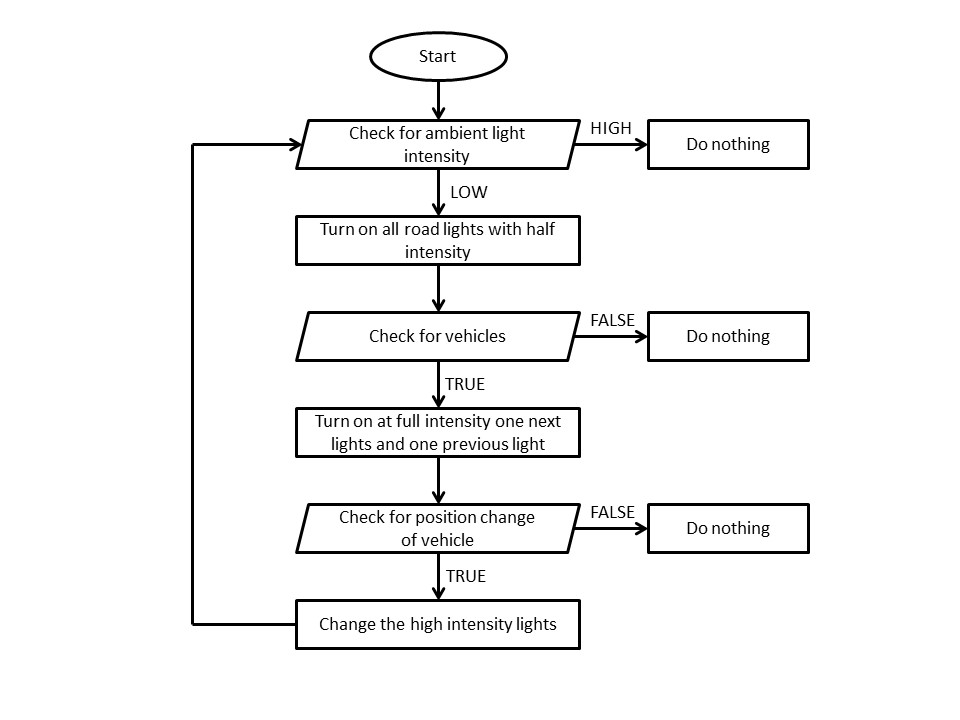 Start
Check for ambient light
intensity
HIGH
Do nothing
LOW
Turn on all road lights with half
intensity
Check for vehicles
FALSE
Do nothing
TRUE
Turn on at full intensity one next
lights and one previous light
Check for position change
of vehicle
FALSE
Do nothing
TRUE
Change the high intensity lights